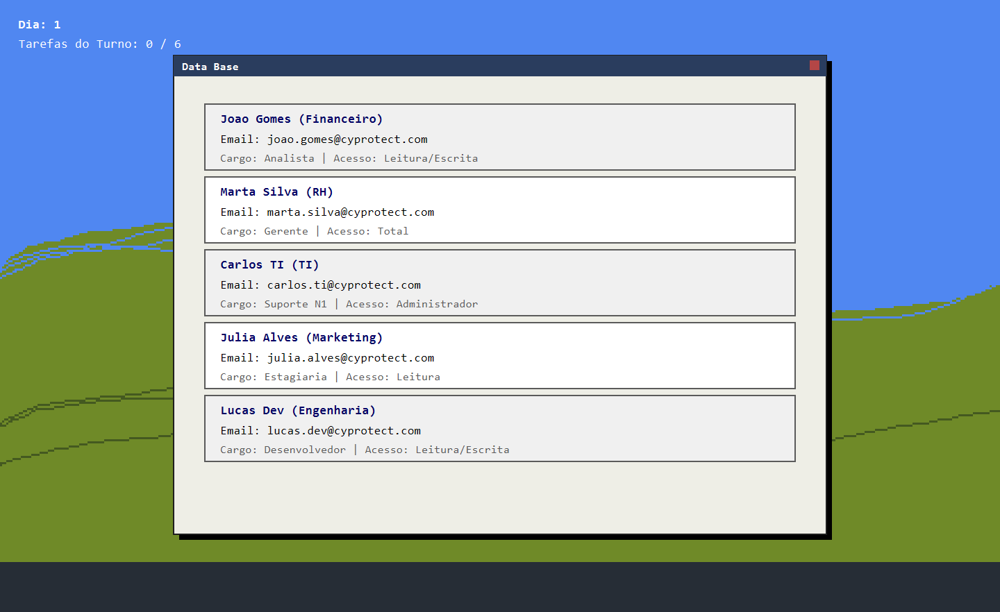 Dia: 1
Tarefas do Turno: 0 / 6
Data Base
Joao Gomes (Financeiro)
Email: joao.gomes@cyprotect.com
Cargo: Analista | Acesso: Leitura/Escrita
Marta Silva (RH)
Email: marta.silva@cyprotect.com
Cargo: Gerente | Acesso: Total
Carlos TI (TI)
Email: carlos.ti@cyprotect.com
Cargo: Suporte N1 | Acesso: Administrador
Julia Alves (Marketing)
Email: julia.alves@cyprotect.com
Cargo: Estagiaria | Acesso: Leitura
Lucas Dev (Engenharia)
Email: lucas.dev@cyprotect.com
Cargo: Desenvolvedor | Acesso: Leitura/Escrita